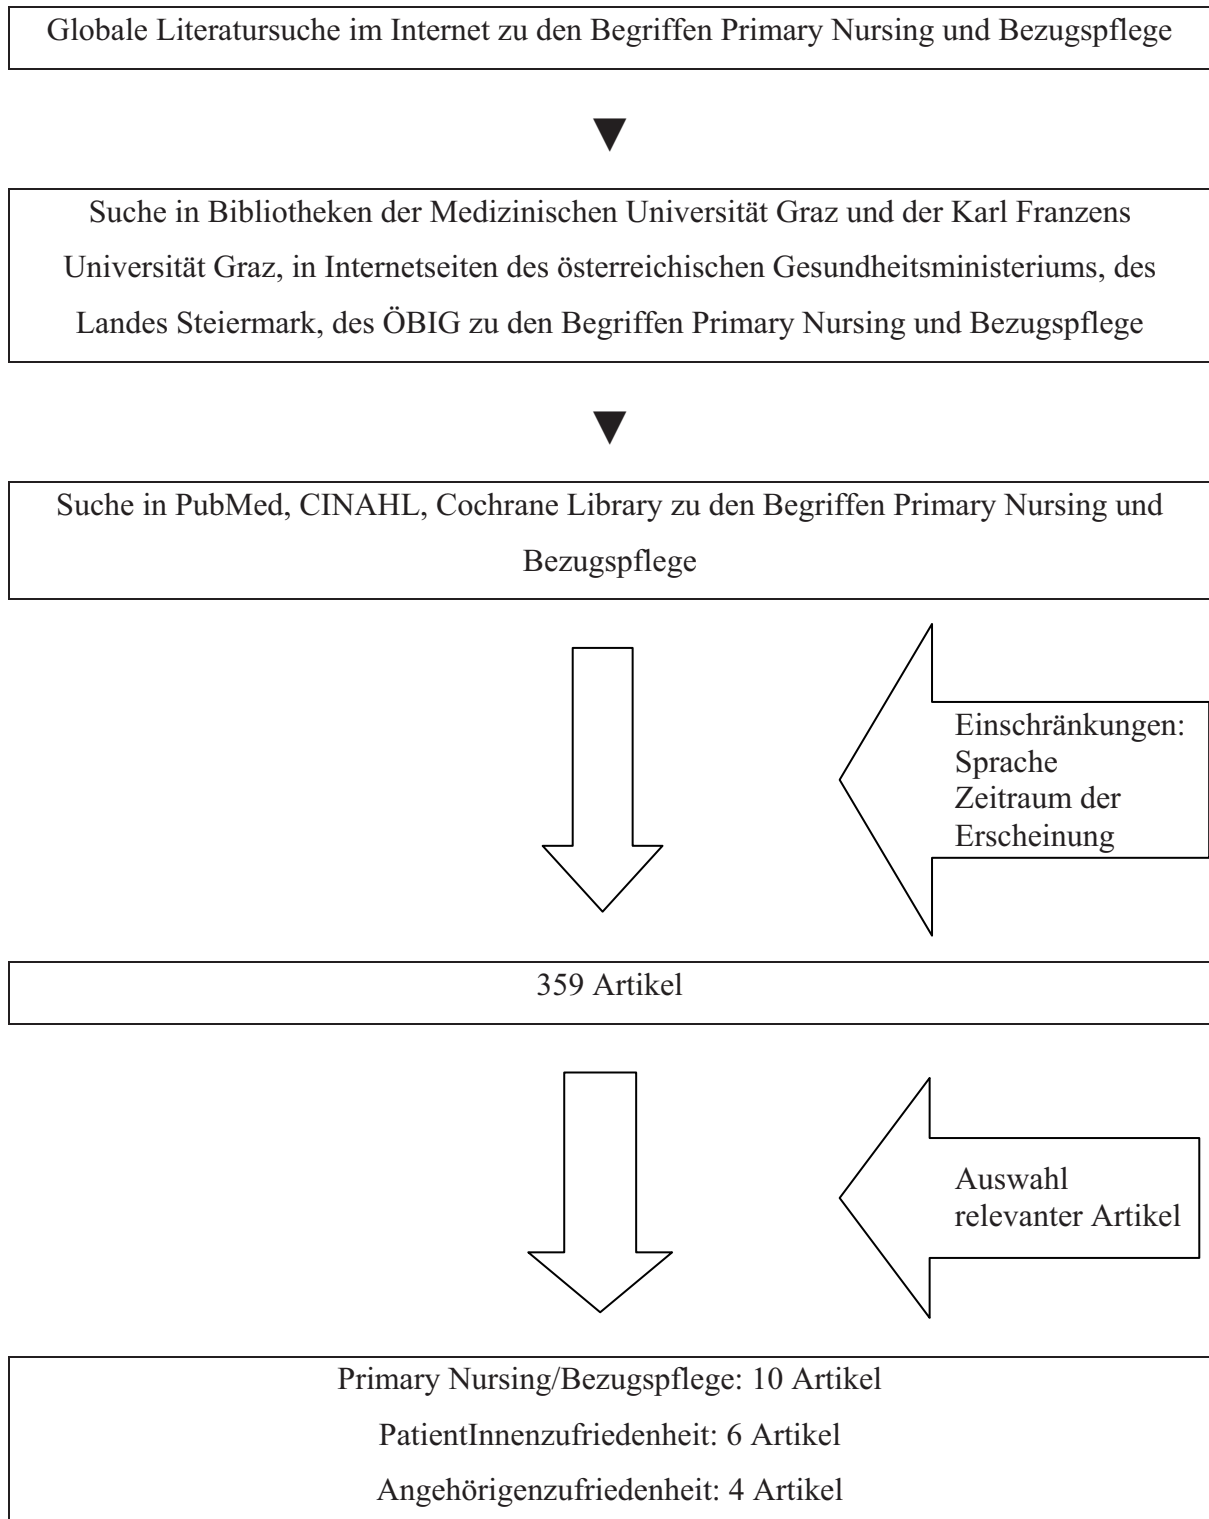 Globale Literatursuche im Internet zu den Begriffen Primary Nursing und Bezugspflege
Suche in Bibliotheken der Medizinischen Universität Graz und der Karl Franzens
Universität Graz, in Internetseiten des österreichischen Gesundheitsministeriums, des
Landes Steiermark, des ÖBIG zu den Begriffen Primary Nursing und Bezugspflege
Suche in PubMed, CINAHL, Cochrane Library zu den Begriffen Primary Nursing und
Bezugspflege
Einschränkungen:
Sprache
Zeitraum der
Erscheinung
359 Artikel
Auswahl
relevanter Artikel
Primary Nursing/Bezugspflege: 10 Artikel
PatientInnenzufriedenheit: 6 Artikel
Angehörigenzufriedenheit: 4 Artikel